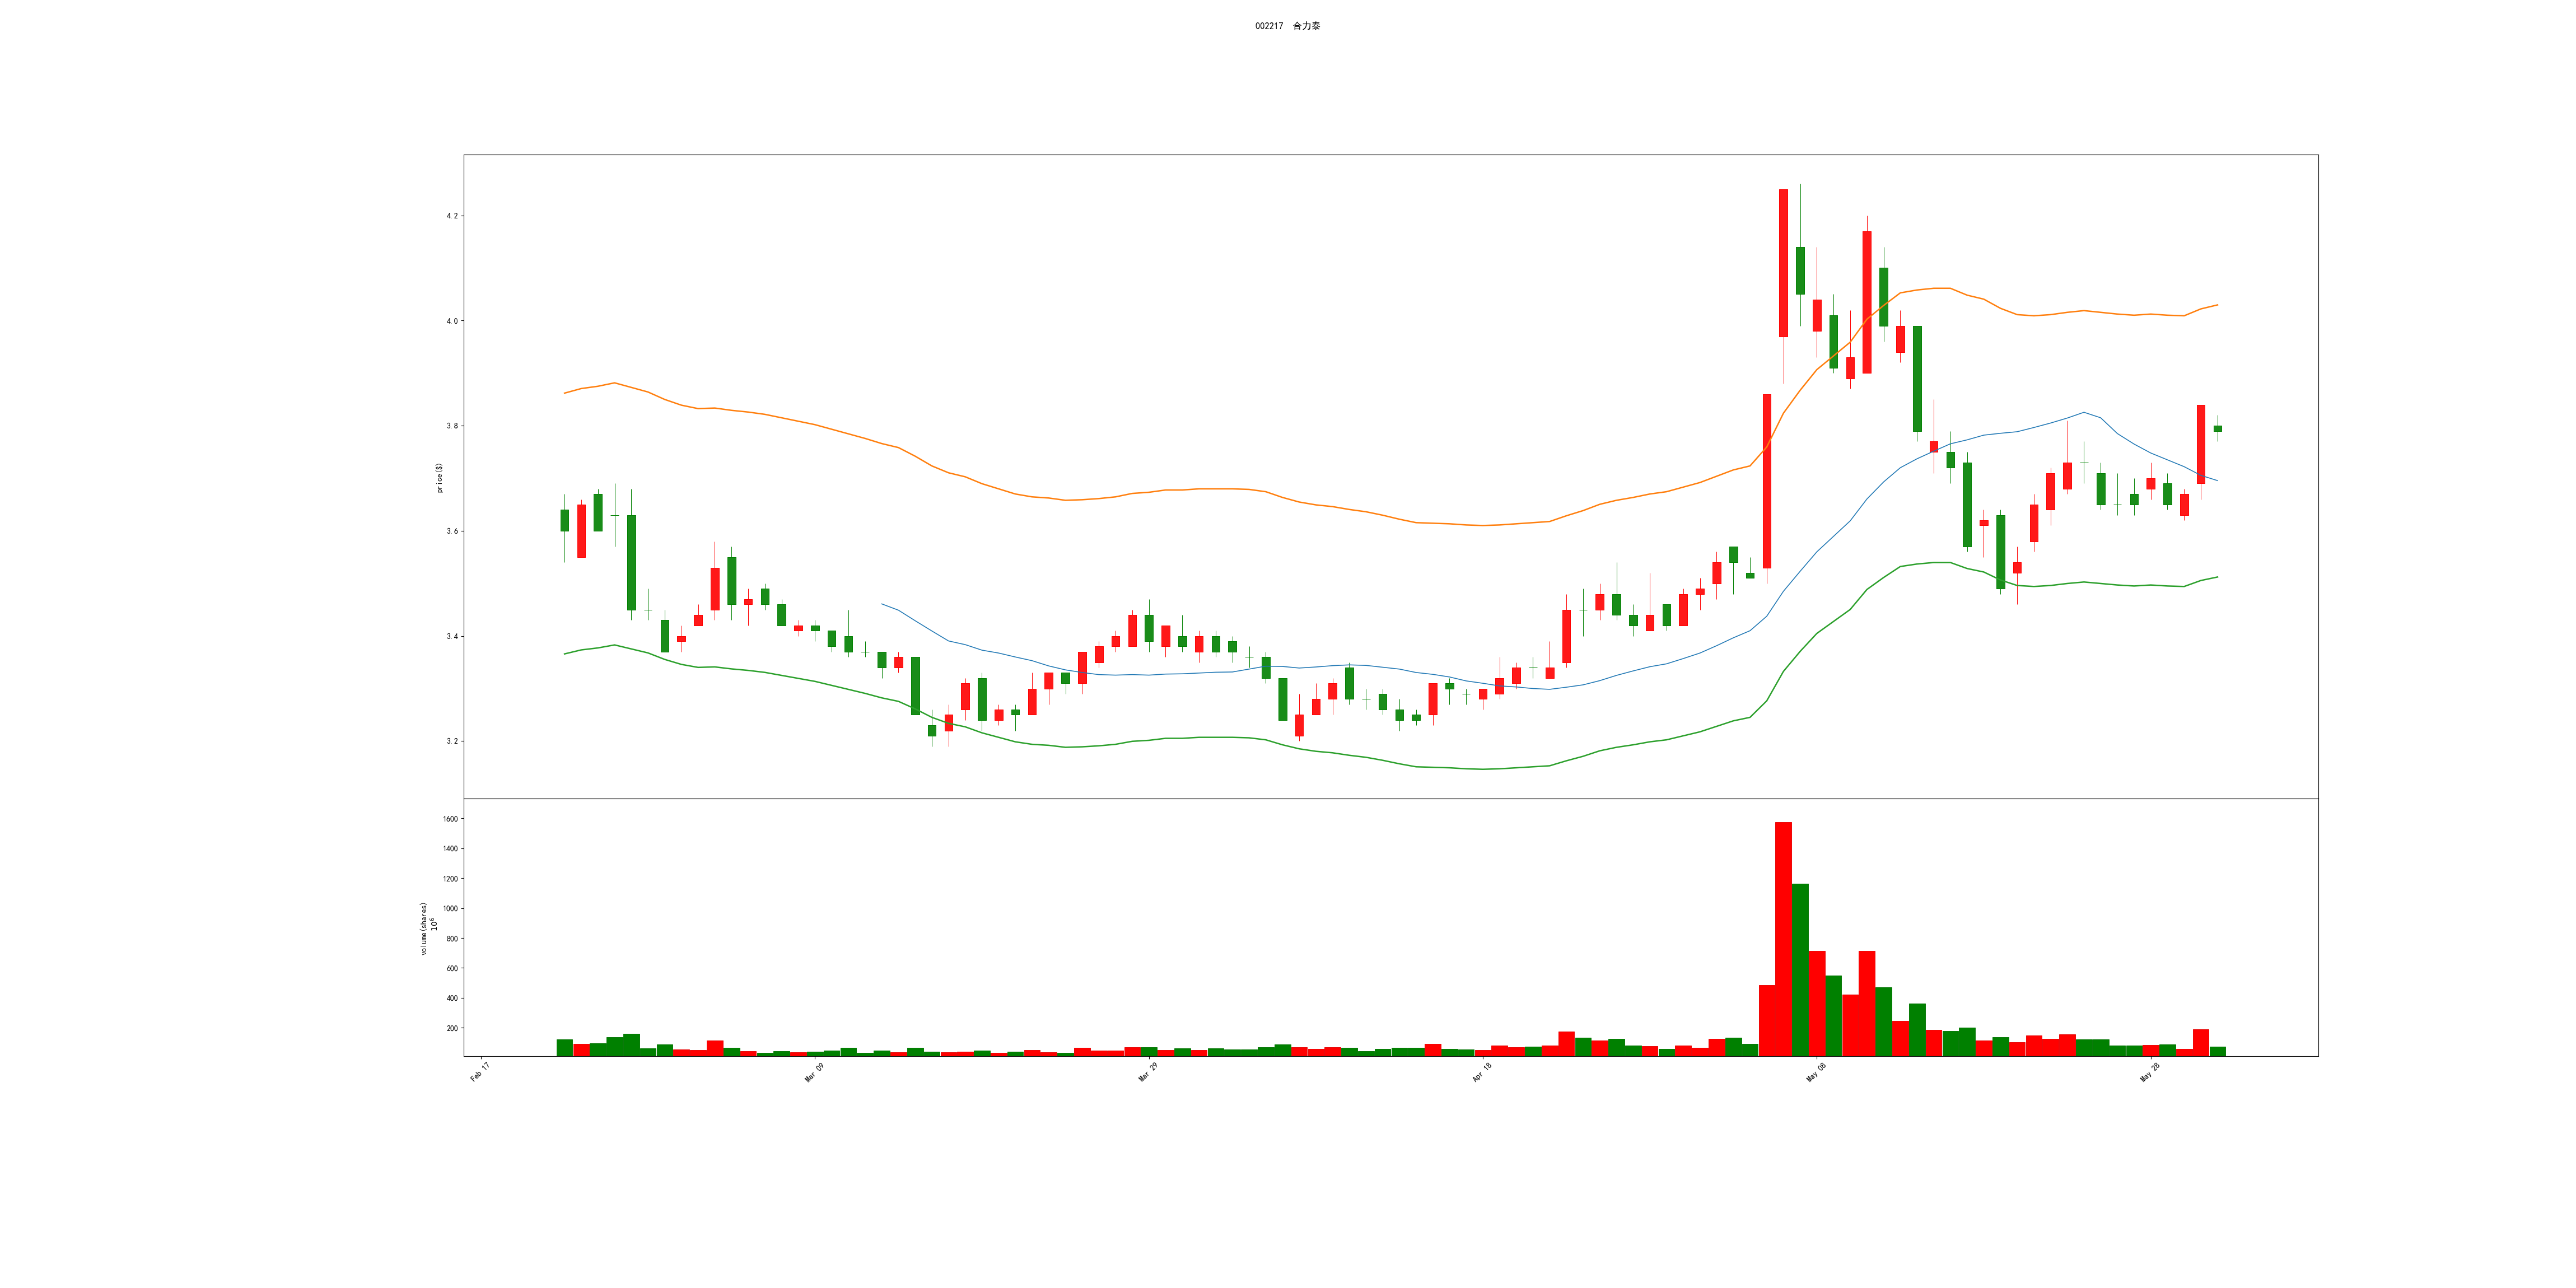 002217 合力泰
4.2
4.0
3.8
3.6
3.4
3.2
price($)
1600
1400
1200
1000
800
600
400
200
volume(shares)
10⁶
Feb 17
Mar 09
Mar 29
Apr 18
May 08
May 28